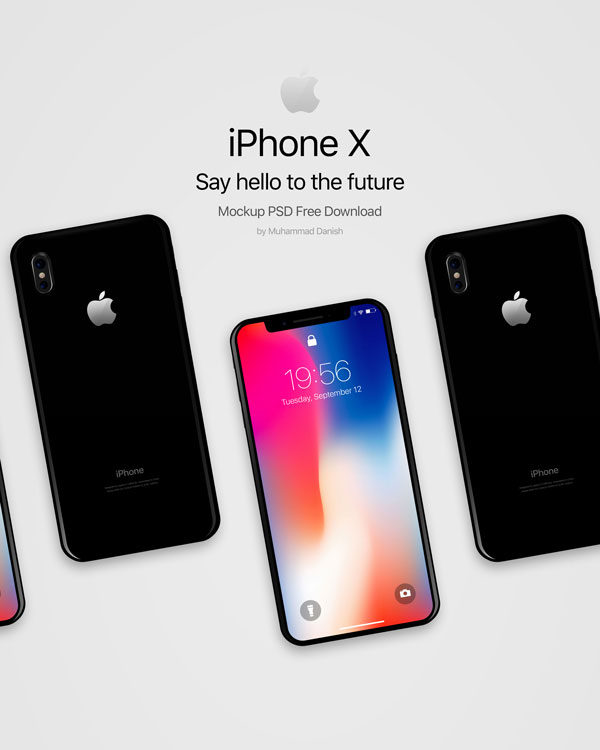 iPhone X
Say hello to the future
Mockup PSD Free Download
by Muhammad Danish
19:56
Tuesday, September 12
iPhone
iPhone